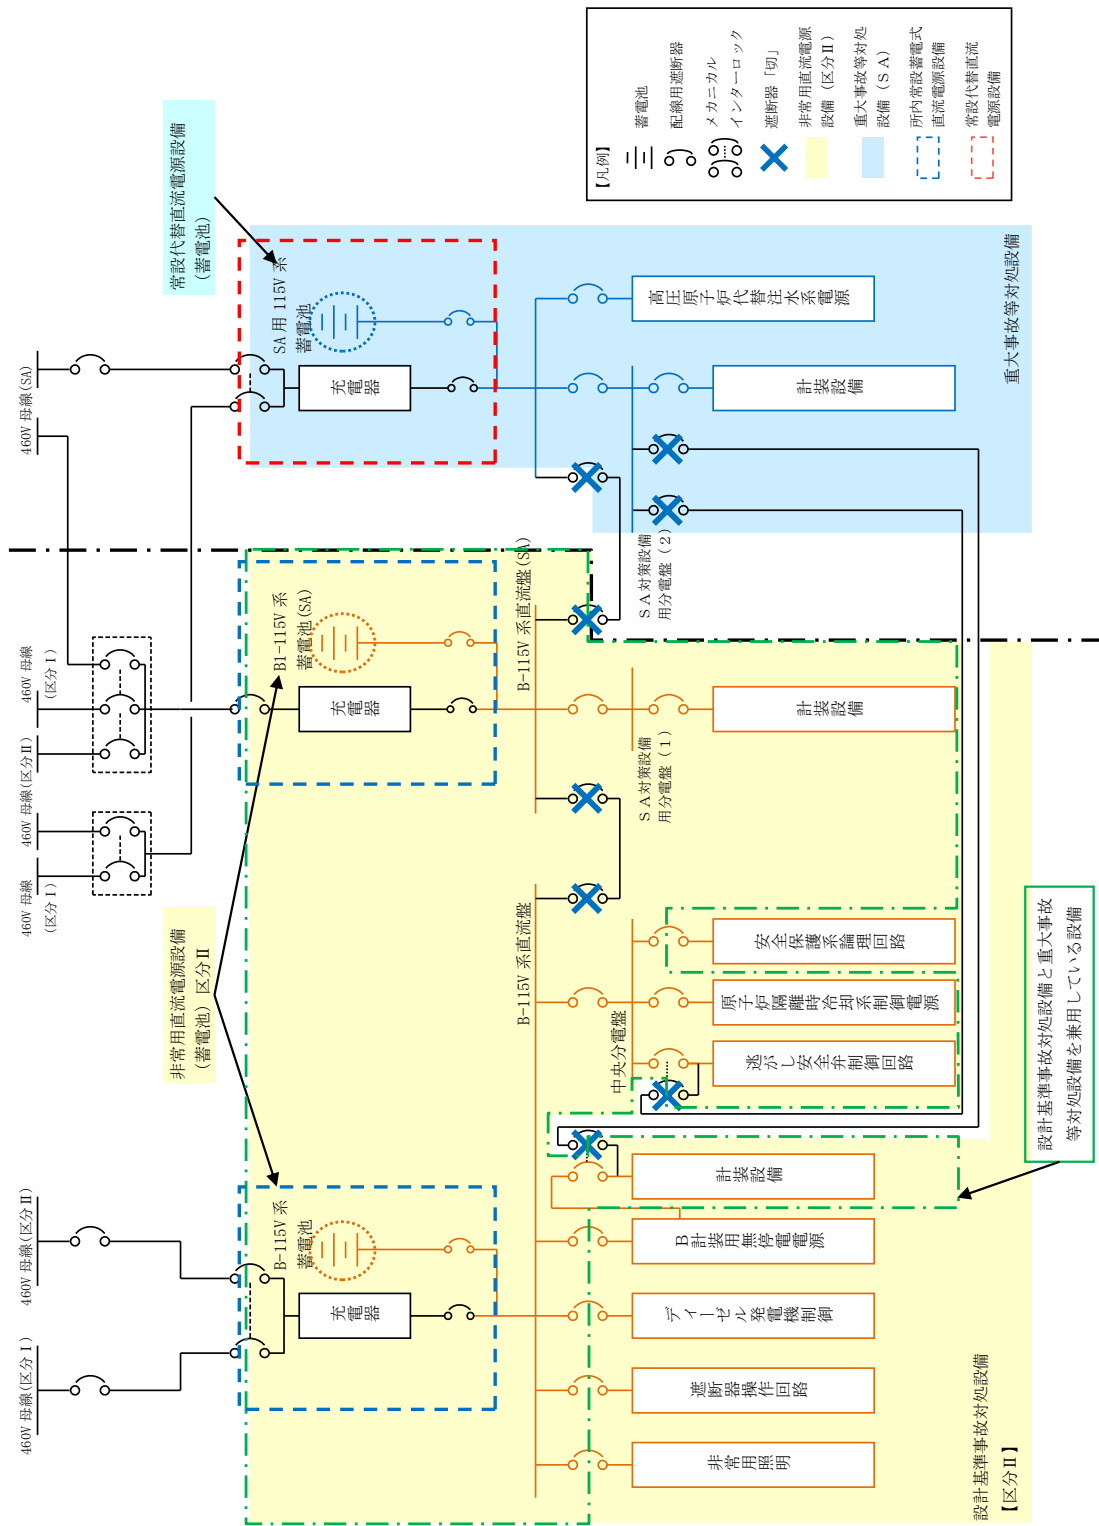 460V 母線(区分Ⅰ)
460V 母線(区分Ⅱ)
460V 母線
(区分Ⅰ)
460V 母線(区分Ⅱ)
460V 母線
(区分Ⅰ)
460V 母線(SA)
非常用直流電源設備
(蓄電池) 区分Ⅱ
常設代替直流電源設備
(蓄電池)
B-115V 系
蓄電池
充電器
B1-115V 系
蓄電池(SA)
充電器
SA 用 115V 系
蓄電池
充電器
B-115V 系直流盤
B-115V 系直流盤(SA)
中央分電盤
SA対策設備
用分電盤(1)
SA対策設備
用分電盤(2)
非常用照明
遮断器操作回路
ディーゼル発電機制御
B計装用無停電電源
計装設備
逃がし安全弁制御回路
原子炉隔離時冷却系制御電源
安全保護系論理回路
計装設備
計装設備
高圧原子炉代替注水系電源
設計基準事故対処設備
【区分Ⅱ】
重大事故等対処設備
設計基準事故対処設備と重大事故
等対処設備を兼用している設備
【凡例】
蓄電池
配線用遮断器
メカニカル
インターロック
遮断器「切」
非常用直流電源
設備(区分Ⅱ)
重大事故等対処
設備(SA)
所内常設蓄電式
直流電源設備
常設代替直流
電源設備